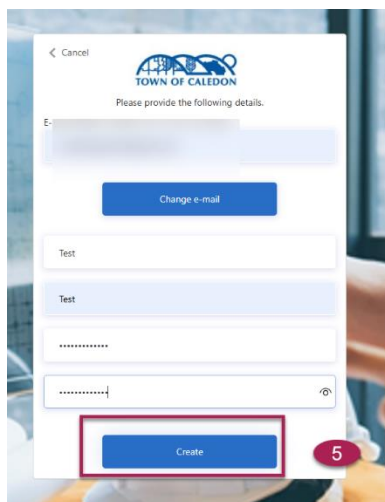 Cancel
TOWN OF CALEDON
Please provide the following details.
E-
Change e-mail
Test
Test
Create
5